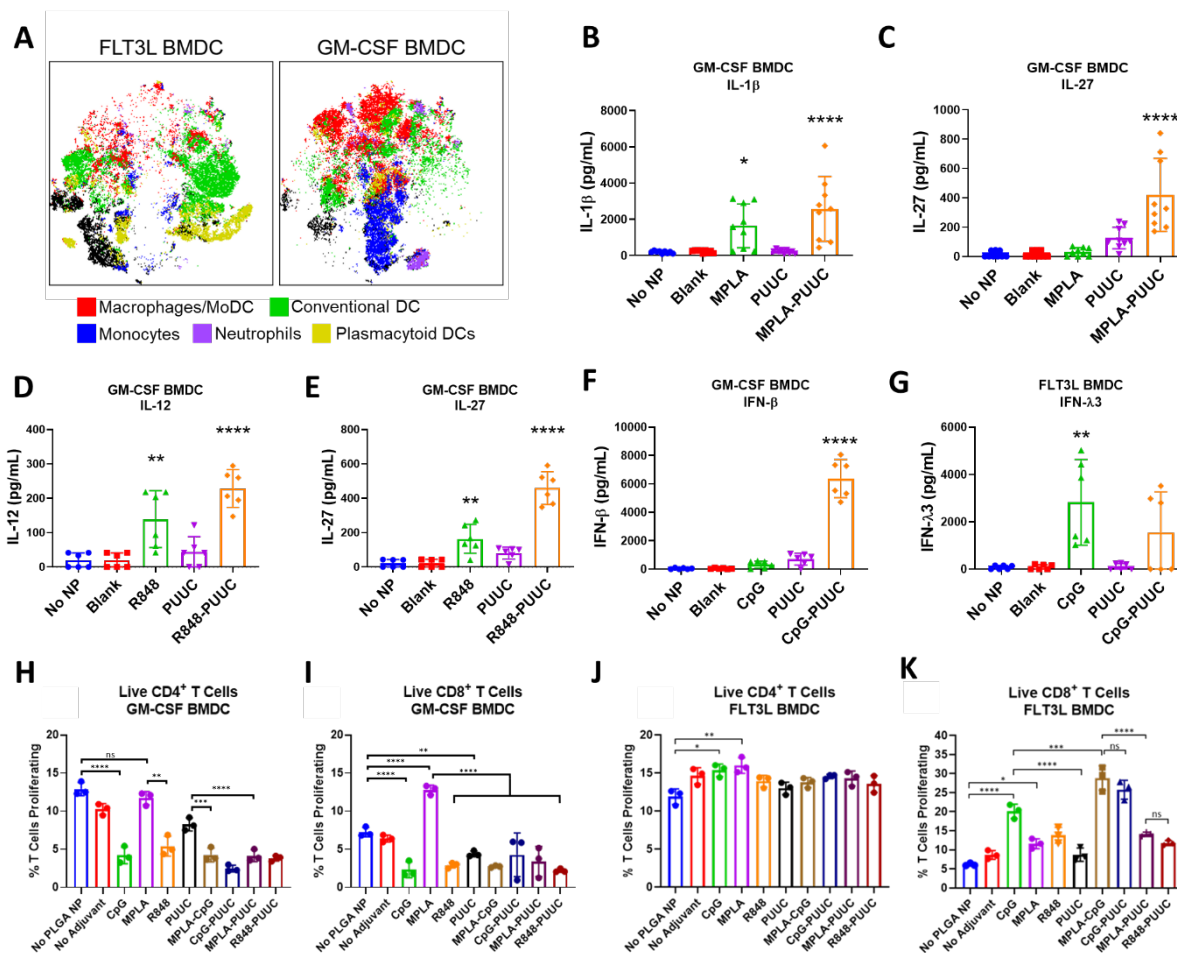 A
FLT3L BMDC
GM-CSF BMDC
Macrophages/MoDC
Conventional DC
Monocytes
Neutrophils
Plasmacytoid DCs
B
GM-CSF BMDC
IL-1β
IL-1β (pg/mL)
8000
6000
4000
2000
0
*
****
No NP
Blank
MPLA
PUUC
MPLA-PUUC
C
GM-CSF BMDC
IL-27
IL-27 (pg/mL)
1000
800
600
400
200
0
****
No NP
Blank
MPLA
PUUC
MPLA-PUUC
D
GM-CSF BMDC
IL-12
IL-12 (pg/mL)
400
300
200
100
0
**
****
No NP
Blank
R848
PUUC
R848-PUUC
E
GM-CSF BMDC
IL-27
IL-27 (pg/mL)
800
600
400
200
0
**
****
No NP
Blank
R848
PUUC
R848-PUUC
F
GM-CSF BMDC
IFN-β
IFN-β (pg/mL)
10000
8000
6000
4000
2000
0
****
No NP
Blank
CpG
PUUC
CpG-PUUC
G
FLT3L BMDC
IFN-λ3
IFN-λ3 (pg/mL)
6000
4000
2000
0
**
No NP
Blank
CpG
PUUC
CpG-PUUC
H
Live CD4+ T Cells
GM-CSF BMDC
% T Cells Proliferating
20
15
10
5
0
ns
****
**
****
***
No PLGA NP
No Adjuvant
CpG
MPLA
R848
PUUC
MPLA-CpG
CpG-PUUC
MPLA-PUUC
R848-PUUC
I
Live CD8+ T Cells
GM-CSF BMDC
% T Cells Proliferating
20
15
10
5
0
**
****
****
****
No PLGA NP
No Adjuvant
CpG
MPLA
R848
PUUC
MPLA-CpG
CpG-PUUC
MPLA-PUUC
R848-PUUC
J
Live CD4+ T Cells
FLT3L BMDC
% T Cells Proliferating
20
15
10
5
0
**
*
No PLGA NP
No Adjuvant
CpG
MPLA
R848
PUUC
MPLA-CpG
CpG-PUUC
MPLA-PUUC
R848-PUUC
K
Live CD8+ T Cells
FLT3L BMDC
% T Cells Proliferating
40
35
30
25
20
15
10
5
0
****
***
ns
****
*
****
ns
No PLGA NP
No Adjuvant
CpG
MPLA
R848
PUUC
MPLA-CpG
CpG-PUUC
MPLA-PUUC
R848-PUUC